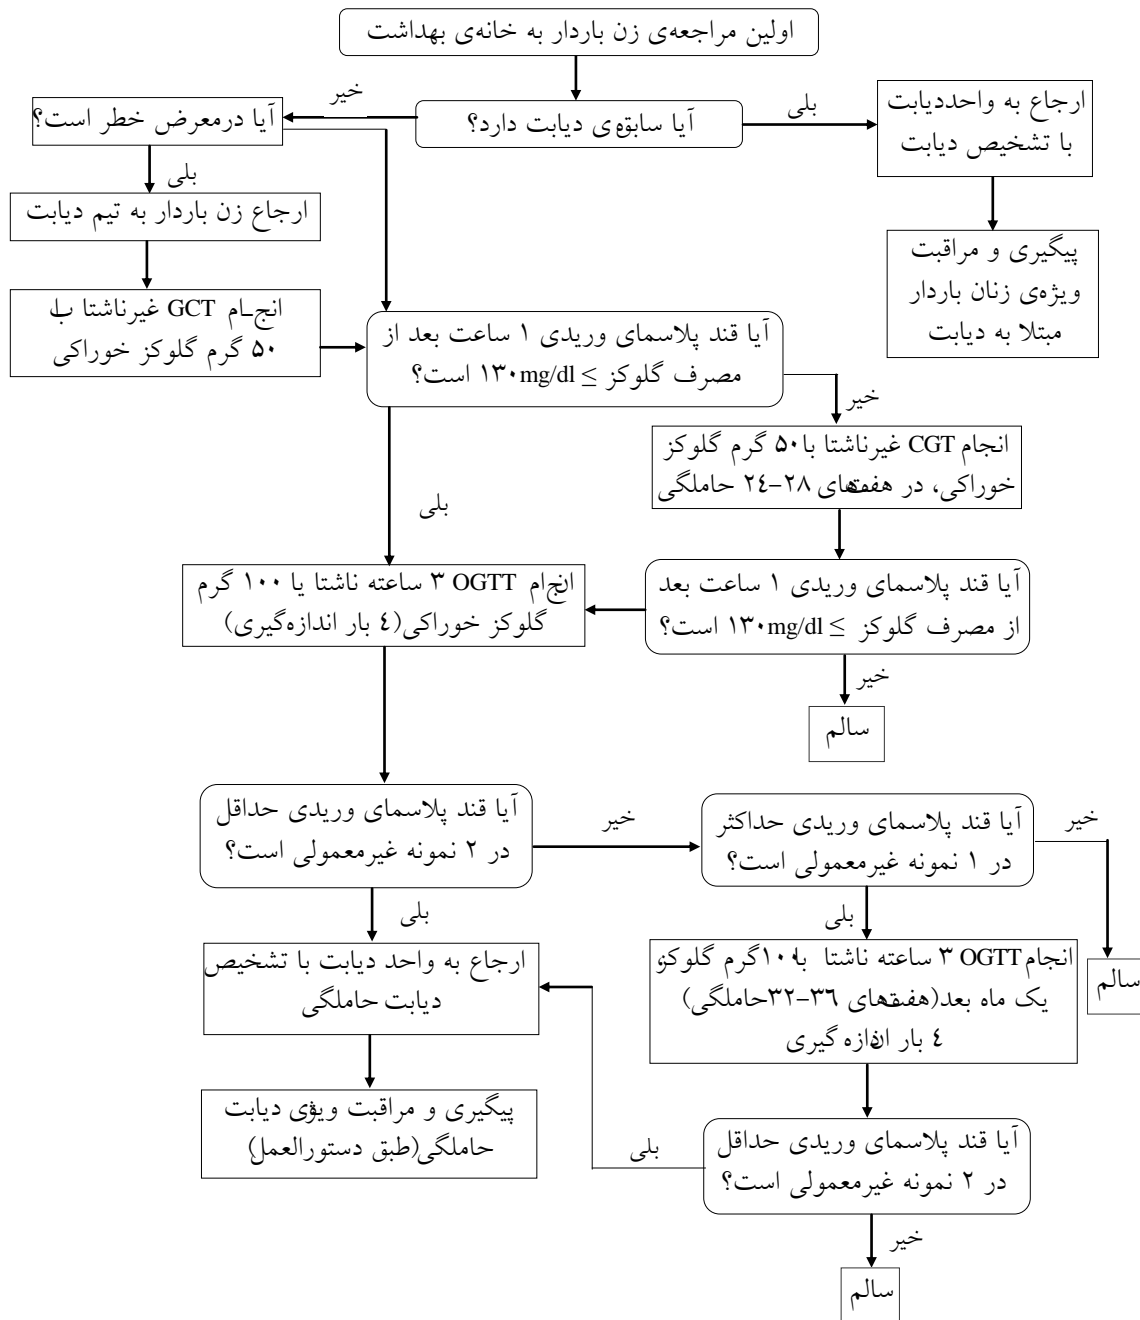 اولین مراجعه‌ی زن باردار به خانه‌ی بهداشت
خیر
آیا سابقه‌ی دیابت دارد؟
بلی
ارجاع به واحددیابت
با تشخیص دیابت
آیا درمعرض خطر است؟
بلی
ارجاع زن باردار به تیم دیابت
پیگیری و مراقبت
ویژه‌ی زنان باردار
مبتلا به دیابت
انجـام GCT غیرناشتا با
۵۰ گرم گلوکز خوراکی
آیا قند پلاسمای وریدی ۱ ساعت بعد از
مصرف گلوکز ≥ ۱۳۰mg/dl است؟
خیر
انجام CGT غیرناشتا با ۵۰ گرم گلوکز
خوراکی، در هفته‌های ۲۸-۲٤ حاملگی
بلی
انجام OGTT ۳ ساعته ناشتا یا ۱۰۰ گرم
گلوکز خوراکی(٤ بار اندازه‌گیری)
آیا قند پلاسمای وریدی ۱ ساعت بعد
از مصرف گلوکز ≥ ۱۳۰mg/dl است؟
خیر
سالم
آیا قند پلاسمای وریدی حداقل
در ۲ نمونه غیرمعمولی است؟
خیر
آیا قند پلاسمای وریدی حداکثر
در ۱ نمونه غیرمعمولی است؟
خیر
سالم
بلی
بلی
ارجاع به واحد دیابت با تشخیص
دیابت حاملگی
انجام OGTT ۳ ساعته ناشتا با ۱۰۰گرم گلوکز،
یک ماه بعد(هفته‌های ۳٦-۳۲حاملگی)
٤ بار اندازه گیری
پیگیری و مراقبت ویژه‌ی دیابت
حاملگی(طبق دستورالعمل)
بلی
آیا قند پلاسمای وریدی حداقل
در ۲ نمونه غیرمعمولی است؟
خیر
سالم